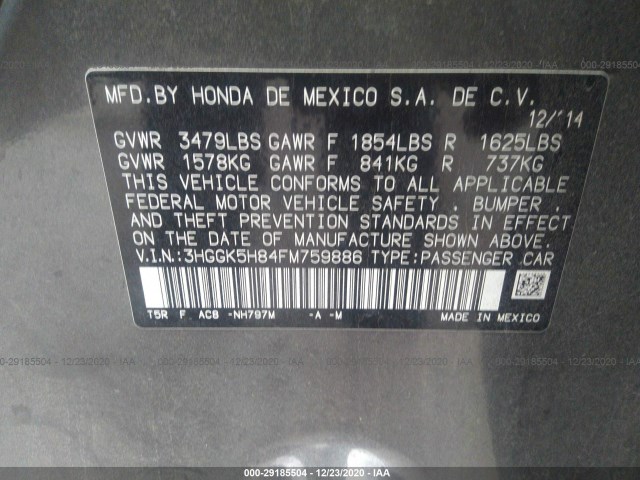 MFD.BY HONDA DE MEXICO S.A. DE C.V.
12/'14
GVWR 3479LBS GAWR F 1854LBS R 1625LBS
GVWR 1578KG GAWR F 841KG R 737KG
THIS VEHICLE CONFORMS TO ALL APPLICABLE
FEDERAL MOTOR VEHICLE SAFETY . BUMPER .
AND THEFT PREVENTION STANDARDS IN EFFECT
ON THE DATE OF MANUFACTURE SHOWN ABOVE.
V.I.N.:3HGGK5H84FM759886 TYPE:PASSENGER CAR
T5R F AC8 -NH797M -A -M MADE IN MEXICO
000-29185504 - 12/23/2020 - IAA